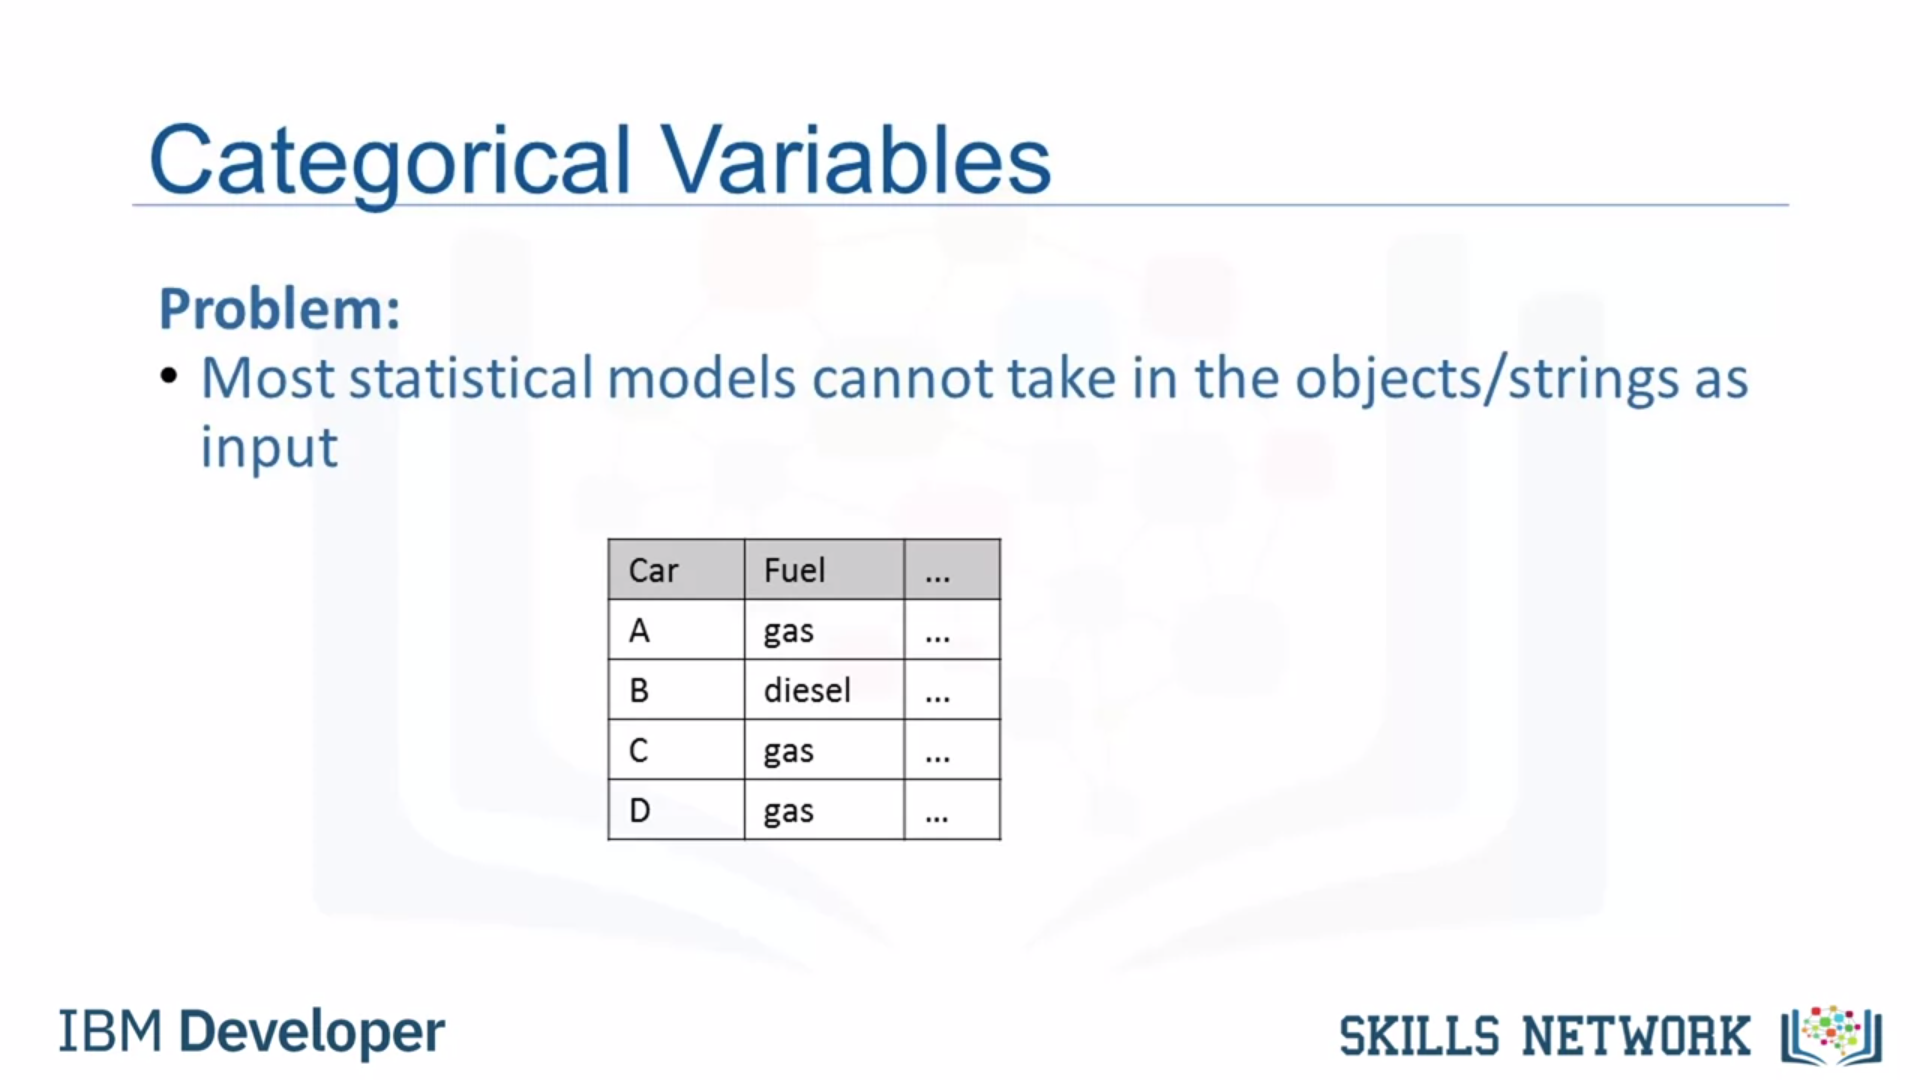 Categorical Variables
Problem:
• Most statistical models cannot take in the objects/strings as
input
Car Fuel ...
A gas ...
B diesel ...
C gas ...
D gas ...
IBM Developer
SKILLS NETWORK